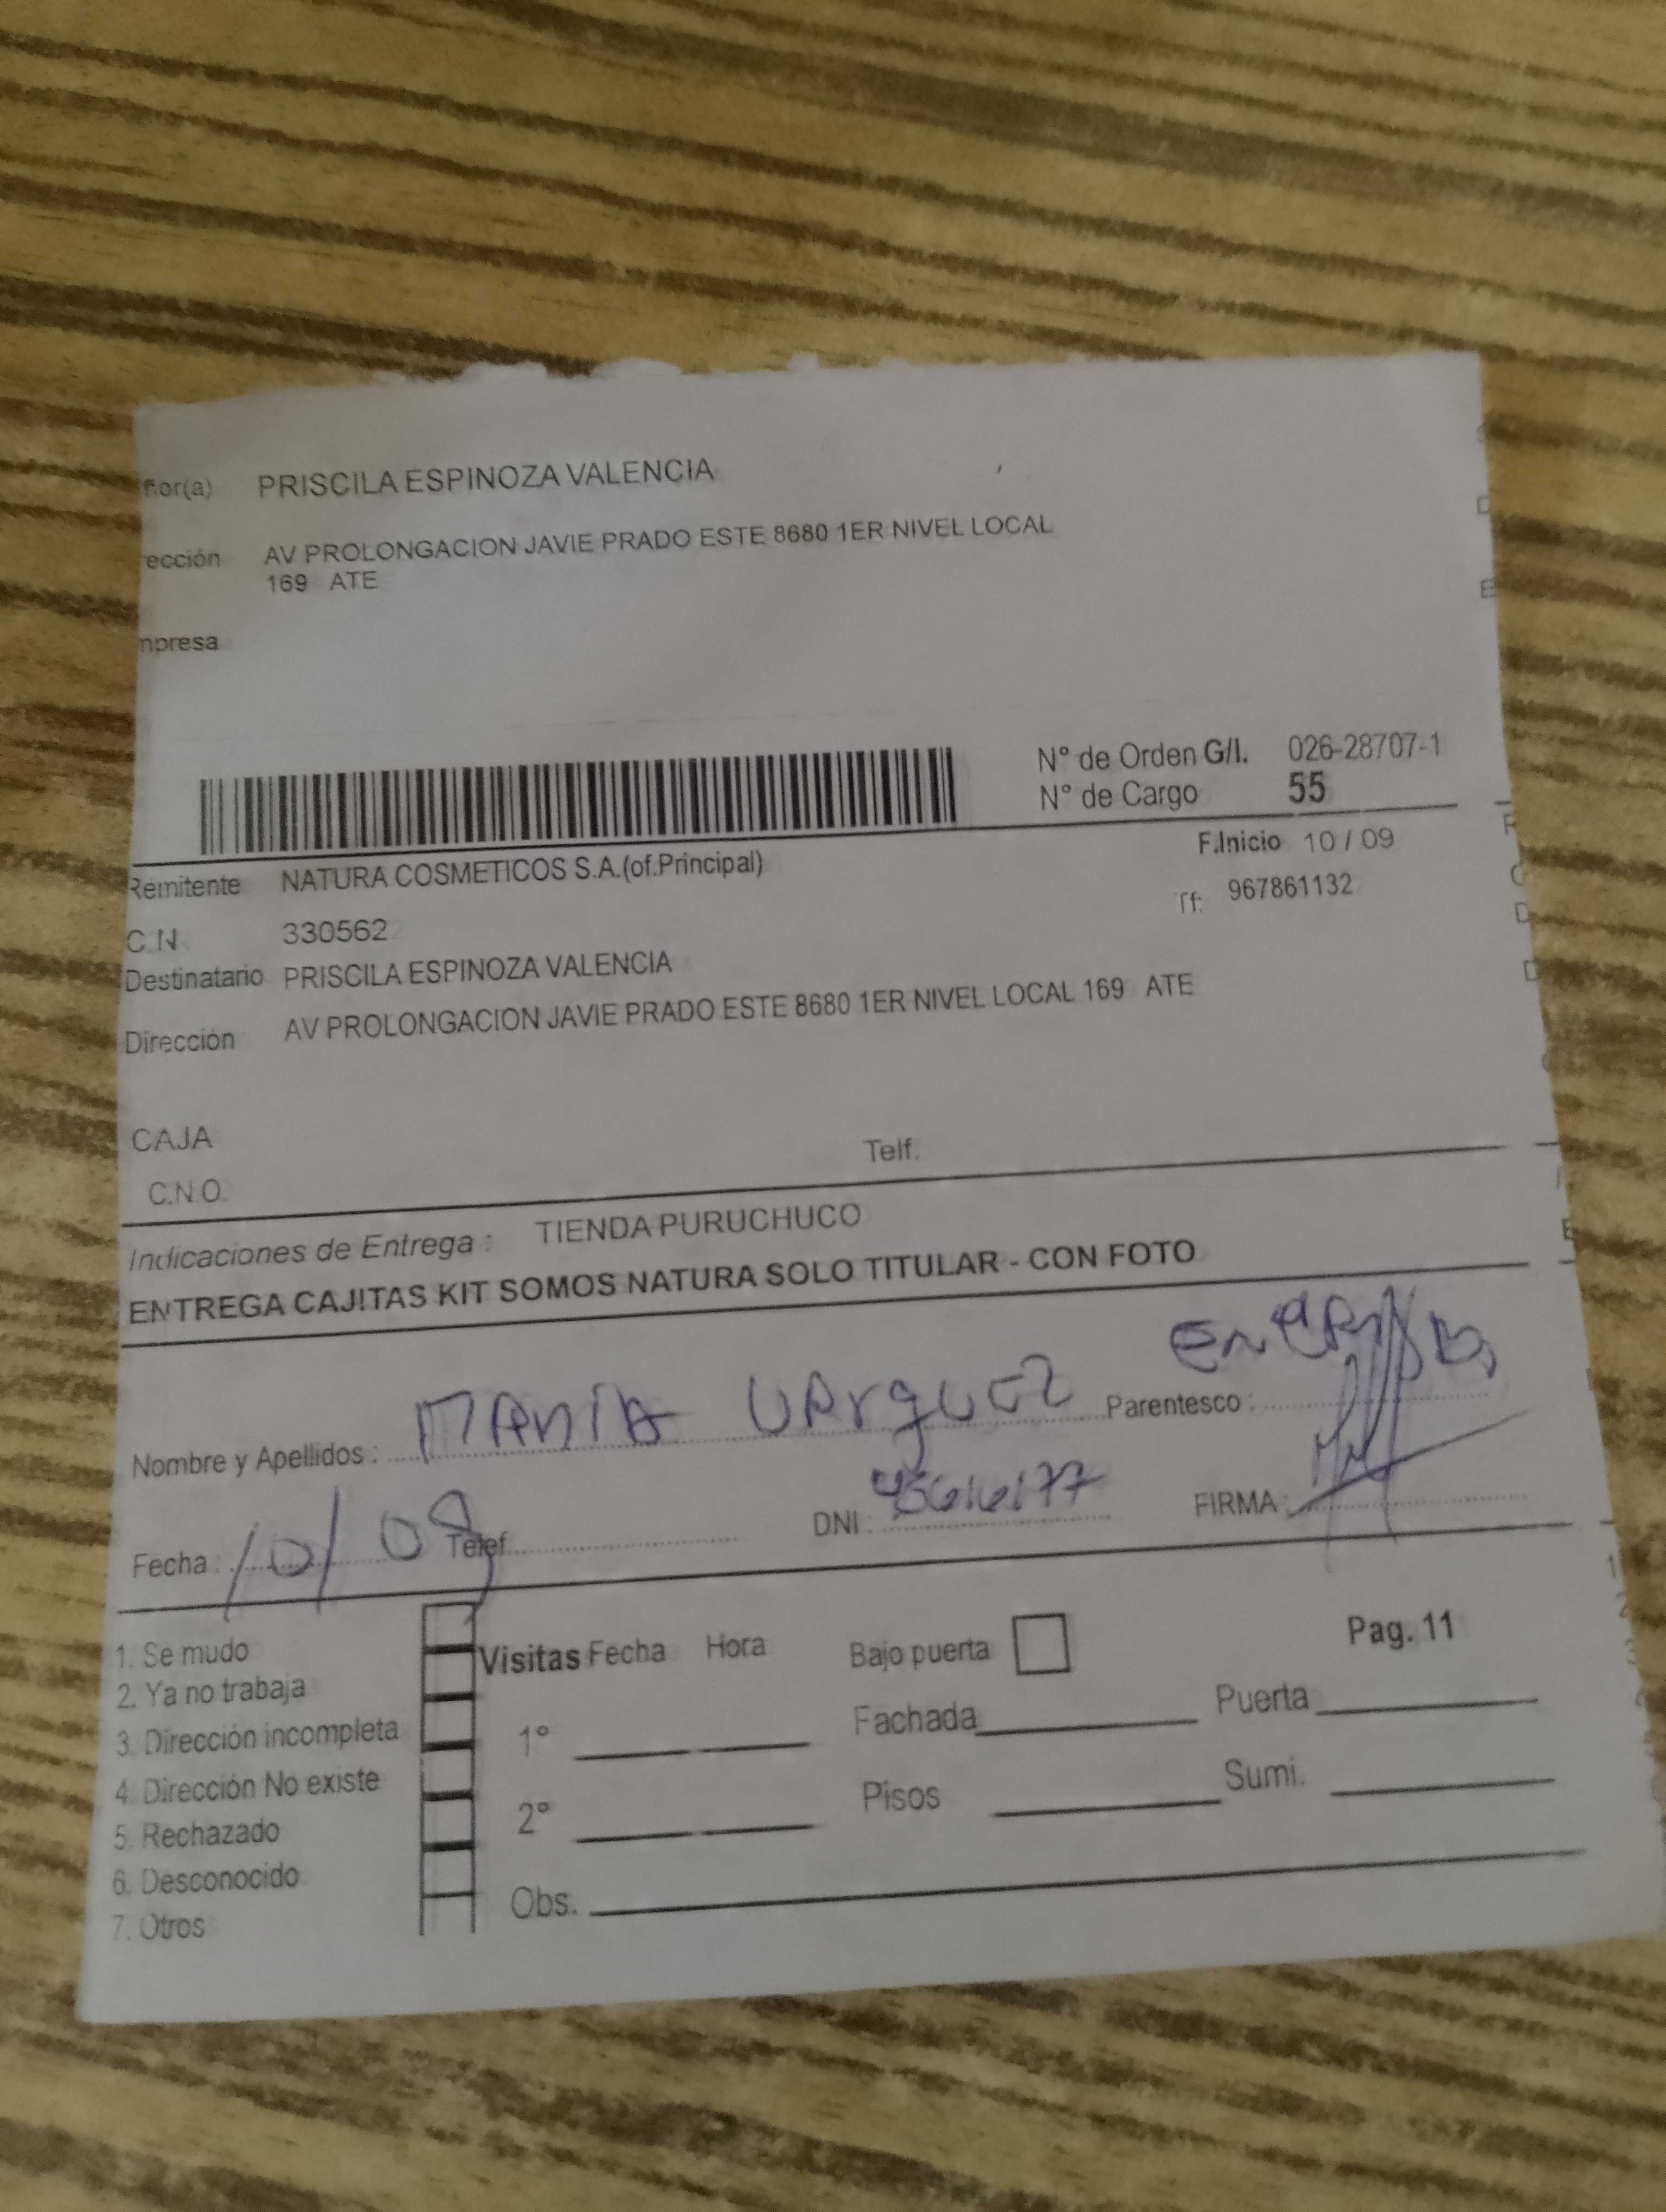 ñor(a) PRISCILA ESPINOZA VALENCIA
ección AV PROLONGACION JAVIE PRADO ESTE 8680 1ER NIVEL LOCAL
169 ATE
mpresa
N° de Orden G/I. 026-28707-1
N° de Cargo 55
F.Inicio 10 / 09
Remitente NATURA COSMETICOS S.A.(of.Principal)
Tf: 967861132
C.N 330562
Destinatario PRISCILA ESPINOZA VALENCIA
Dirección AV PROLONGACION JAVIE PRADO ESTE 8680 1ER NIVEL LOCAL 169 ATE
CAJA
Telf.
C.N.O.
Indicaciones de Entrega : TIENDA PURUCHUCO
ENTREGA CAJITAS KIT SOMOS NATURA SOLO TITULAR - CON FOTO
Nombre y Apellidos : MARIA Parentesco :
Fecha : 10/09 Telef. DNI : FIRMA :
1. Se mudo
2. Ya no trabaja
3. Dirección incompleta
4. Dirección No existe
5. Rechazado
6. Desconocido
7. Otros
Visitas Fecha Hora
1°
2°
Obs.
Bajo puerta
Pag. 11
Fachada Puerta
Pisos Sumi.